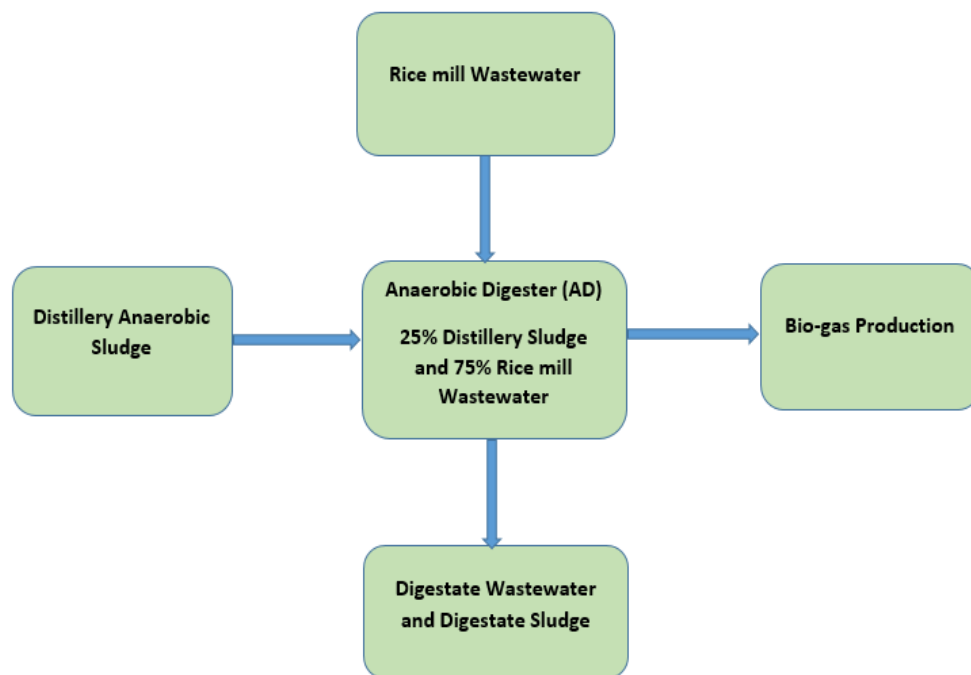 Rice mill Wastewater
Distillery Anaerobic
Sludge
Anaerobic Digester (AD)
25% Distillery Sludge
and 75% Rice mill
Wastewater
Bio-gas Production
Digestate Wastewater
and Digestate Sludge